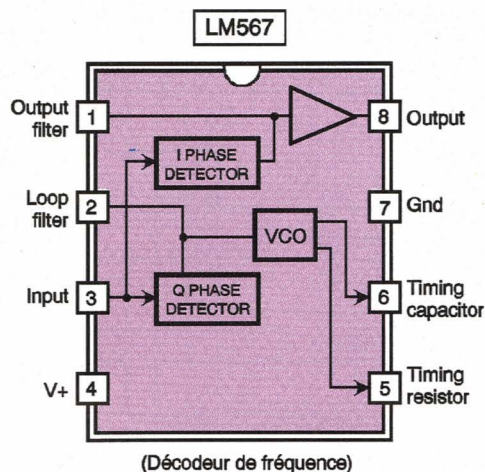 LM567
Output
filter
1
8
Output
I PHASE
DETECTOR
Loop
filter
2
7
Gnd
VCO
Input
3
Q PHASE
DETECTOR
6
Timing
capacitor
V+
4
5
Timing
resistor
(Décodeur de fréquence)